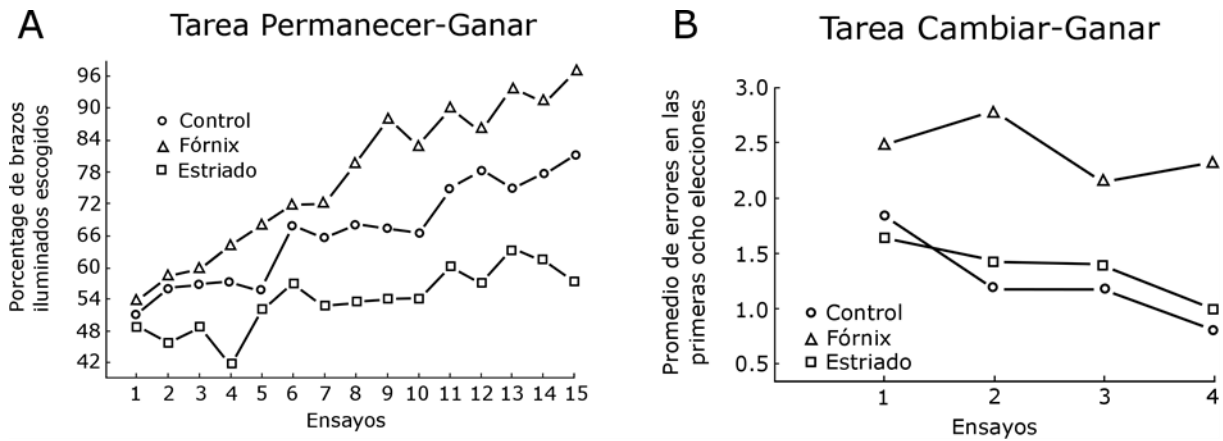 A
Tarea Permanecer-Ganar
Porcentage de brazos
iluminados escogidos
96
90
84
78
72
66
60
54
48
42
Control
Fórnix
Estriado
1 2 3 4 5 6 7 8 9 10 11 12 13 14 15
Ensayos
B
Tarea Cambiar-Ganar
Promedio de errores en las
primeras ocho elecciones
3.0
2.5
2.0
1.5
1.0
0.5
Control
Fórnix
Estriado
1 2 3 4
Ensayos